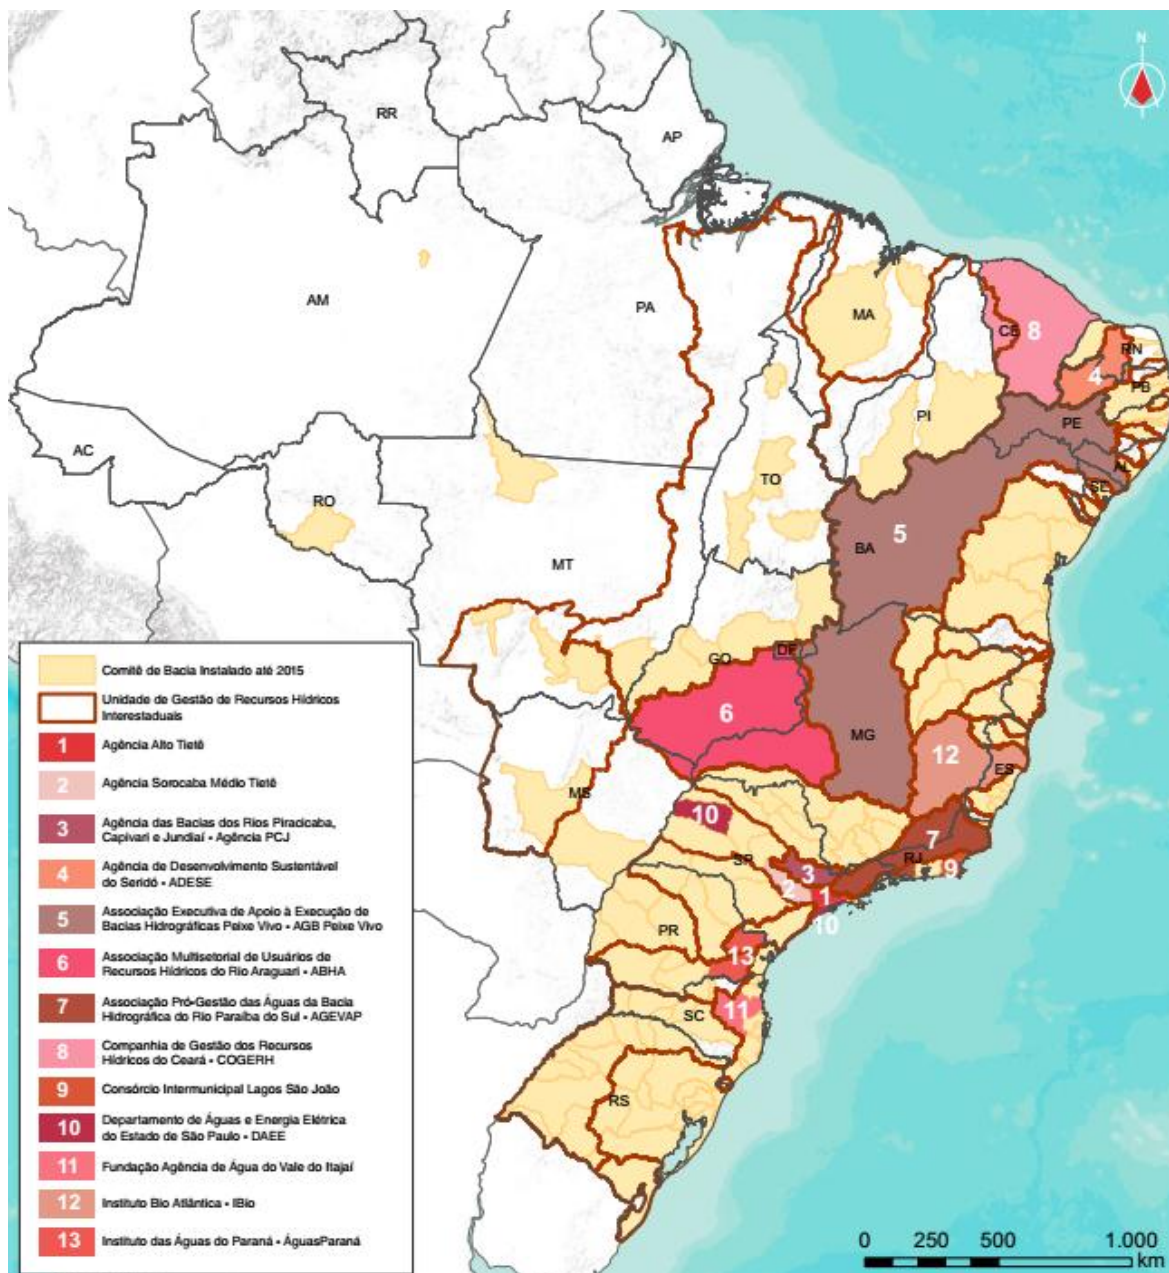 N
RR
AP
AM
PA
MA
CE
8
RN
4
PB
PI
PE
AC
AL
TO
SE
RO
5
BA
MT
Comitê de Bacia Instalado até 2015
DF
GO
Unidade de Gestão de Recursos Hídricos
Interestaduais
6
MG
12
ES
1 Agência Alto Tietê
2 Agência Sorocaba Médio Tietê
MS
10
3 Agência das Bacias dos Rios Piracicaba,
Capivari e Jundiaí - Agência PCJ
7
SP
RJ
9
3
2
1
10
4 Agência de Desenvolvimento Sustentável
do Seridó - ADESE
5 Associação Executiva de Apoio à Execução de
Bacias Hidrográficas Peixe Vivo - AGB Peixe Vivo
PR
13
6 Associação Multisetorial de Usuários de
Recursos Hídricos do Rio Araguari - ABHA
7 Associação Pró-Gestão das Águas da Bacia
Hidrográfica do Rio Paraíba do Sul - AGEVAP
SC
11
8 Companhia de Gestão dos Recursos
Hídricos do Ceará - COGERH
9 Consórcio Intermunicipal Lagos São João
RS
10 Departamento de Águas e Energia Elétrica
do Estado de São Paulo - DAEE
11 Fundação Agência de Água do Vale do Itajaí
12 Instituto Bio Atlântica - IBio
13 Instituto das Águas do Paraná - ÁguasParaná
0 250 500 1.000
km